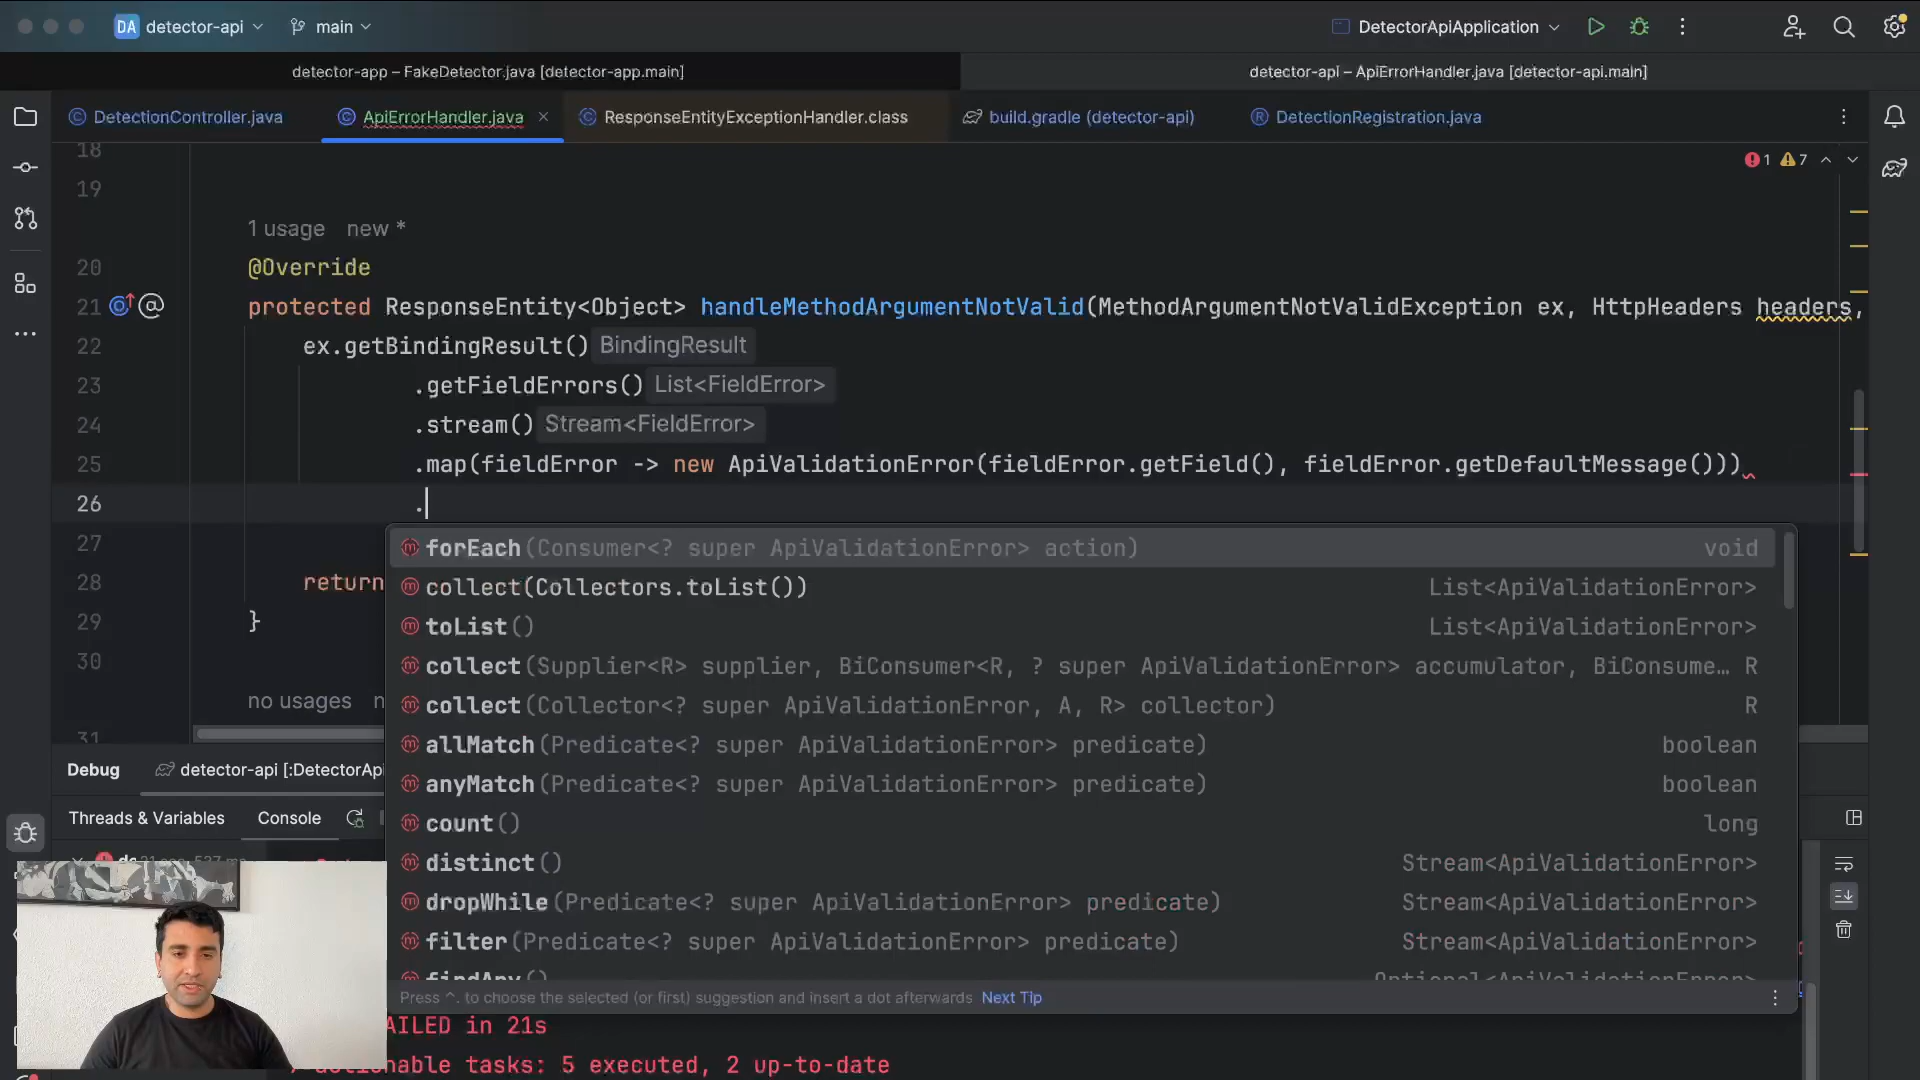 DA detector-api main DetectorApiApplication
detector-app – FakeDetector.java [detector-app.main] detector-api – ApiErrorHandler.java [detector-api.main]
DetectionController.java ApiErrorHandler.java ResponseEntityExceptionHandler.class build.gradle (detector-api) DetectionRegistration.java
18 1 7
19
1 usage new *
20 @Override
21 protected ResponseEntity<Object> handleMethodArgumentNotValid(MethodArgumentNotValidException ex, HttpHeaders headers,
22 ex.getBindingResult() BindingResult
23 .getFieldErrors() List<FieldError>
24 .stream() Stream<FieldError>
25 .map(fieldError -> new ApiValidationError(fieldError.getField(), fieldError.getDefaultMessage()))
26 .
27 forEach(Consumer<? super ApiValidationError> action) void
28 return collect(Collectors.toList()) List<ApiValidationError>
29 } toList() List<ApiValidationError>
30 collect(Supplier<R> supplier, BiConsumer<R, ? super ApiValidationError> accumulator, BiConsume… R
no usages collect(Collector<? super ApiValidationError, A, R> collector) R
31 allMatch(Predicate<? super ApiValidationError> predicate) boolean
Debug detector-api [:DetectorApi anyMatch(Predicate<? super ApiValidationError> predicate) boolean
Threads & Variables Console count() long
distinct() Stream<ApiValidationError>
dropWhile(Predicate<? super ApiValidationError> predicate) Stream<ApiValidationError>
filter(Predicate<? super ApiValidationError> predicate) Stream<ApiValidationError>
findAny() Optional<ApiValidationError>
Press ^. to choose the selected (or first) suggestion and insert a dot afterwards Next Tip
AILED in 21s
actionable tasks: 5 executed, 2 up-to-date